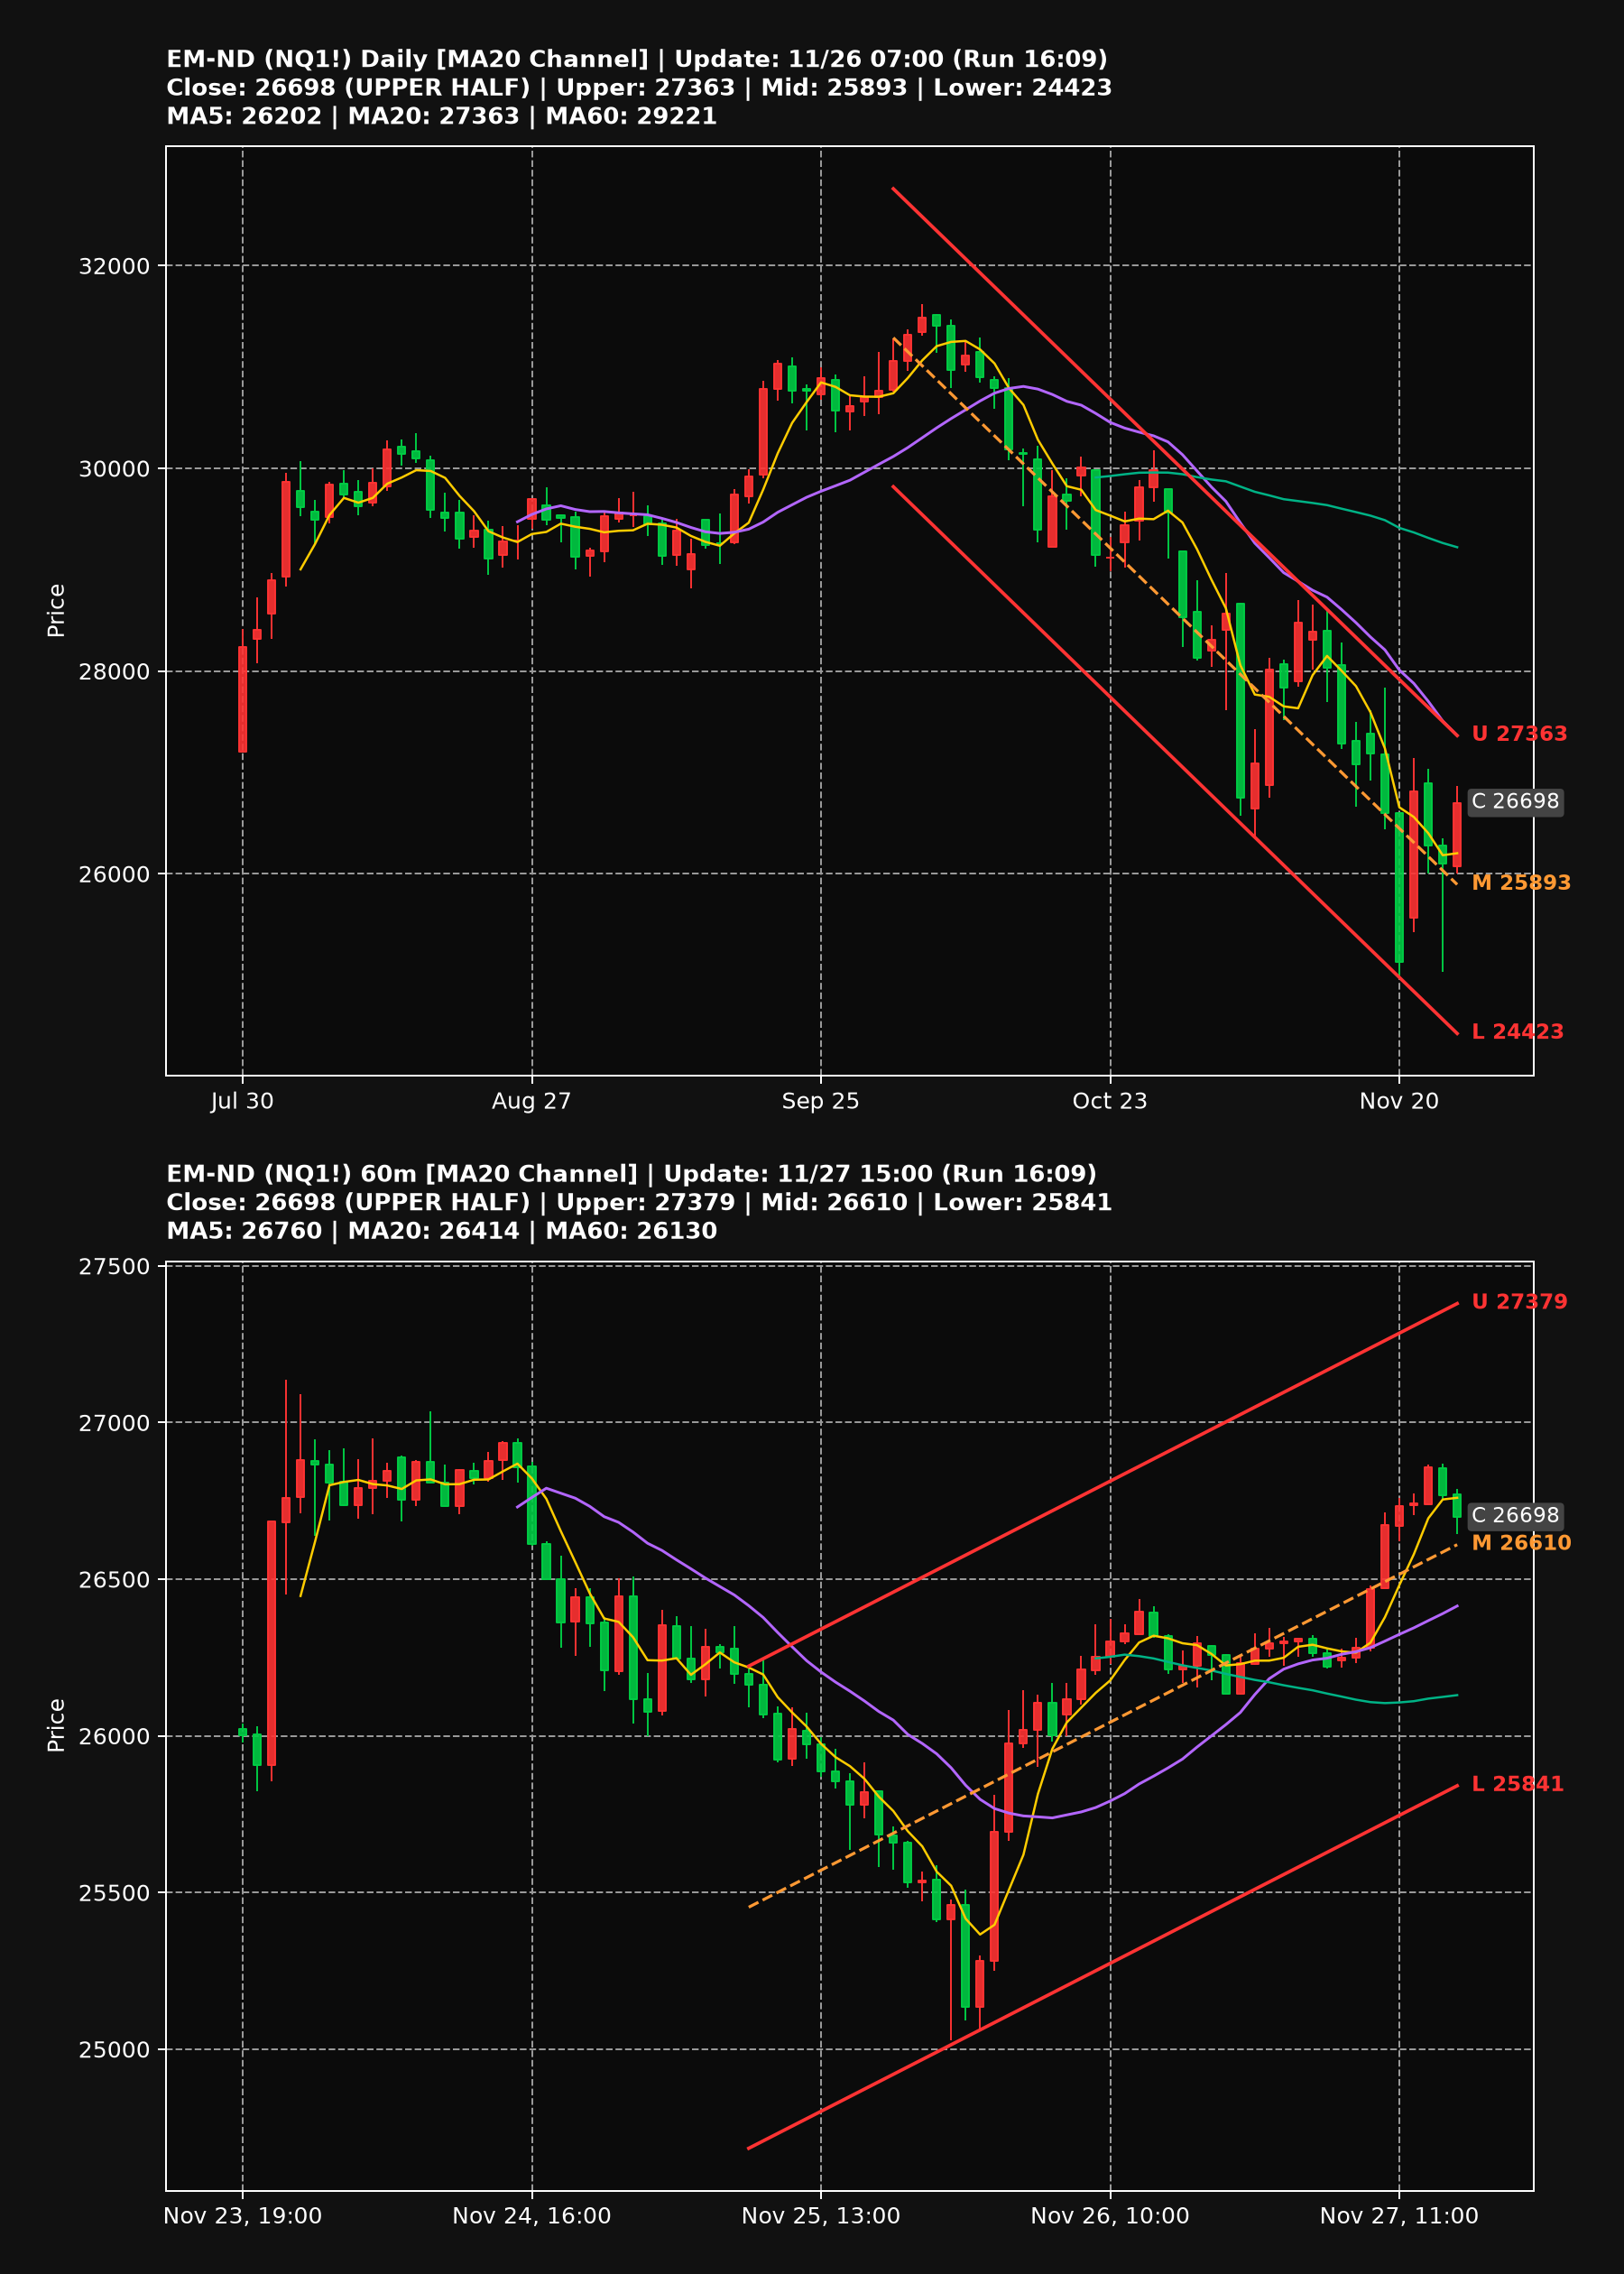 EM-ND (NQ1!) Daily [MA20 Channel] | Update: 11/26 07:00 (Run 16:09)
Close: 26698 (UPPER HALF) | Upper: 27363 | Mid: 25893 | Lower: 24423
MA5: 26202 | MA20: 27363 | MA60: 29221
32000
30000
28000
26000
Price
U 27363
C 26698
M 25893
L 24423
Jul 30
Aug 27
Sep 25
Oct 23
Nov 20
EM-ND (NQ1!) 60m [MA20 Channel] | Update: 11/27 15:00 (Run 16:09)
Close: 26698 (UPPER HALF) | Upper: 27379 | Mid: 26610 | Lower: 25841
MA5: 26760 | MA20: 26414 | MA60: 26130
27500
27000
26500
26000
25500
25000
Price
U 27379
C 26698
M 26610
L 25841
Nov 23, 19:00
Nov 24, 16:00
Nov 25, 13:00
Nov 26, 10:00
Nov 27, 11:00